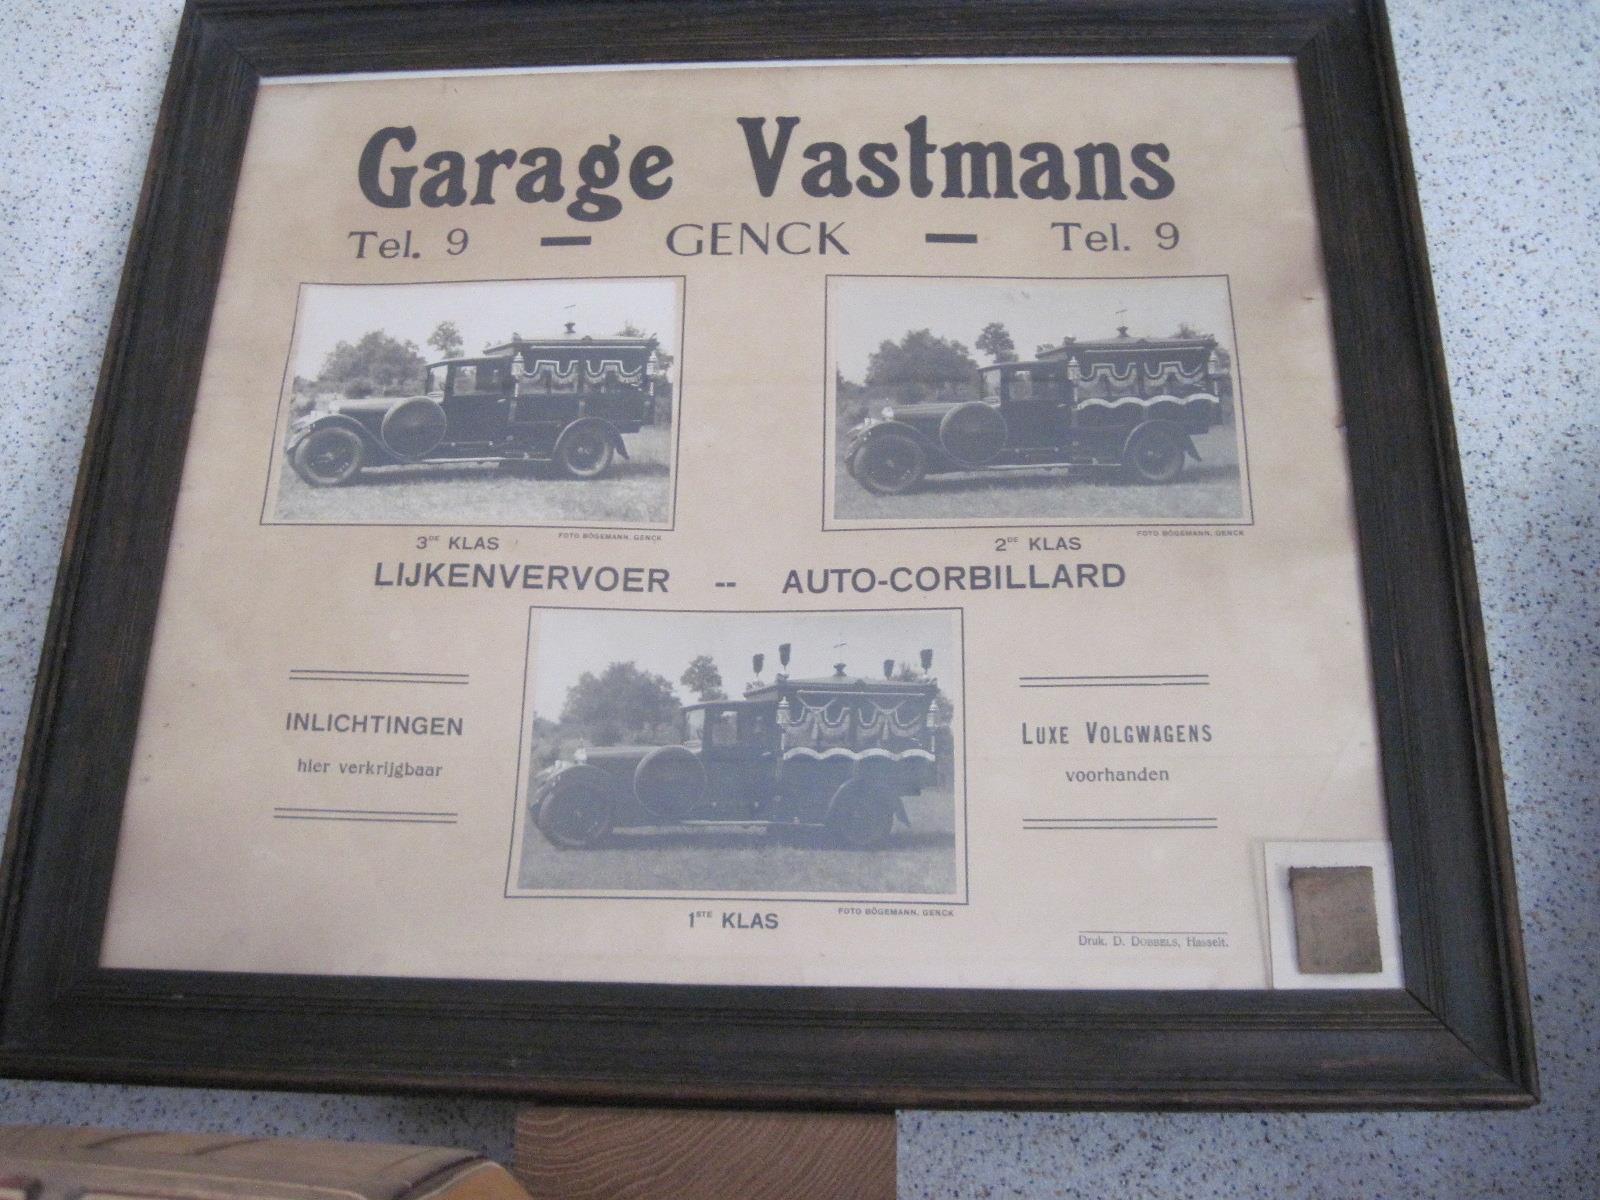 Garage Vastmans
Tel. 9 — GENCK — Tel. 9
3DE KLAS
FOTO BÖGEMANN, GENCK
2DE KLAS
FOTO BÖGEMANN, GENCK
LIJKENVERVOER -- AUTO-CORBILLARD
INLICHTINGEN
hier verkrijgbaar
LUXE VOLGWAGENS
voorhanden
1STE KLAS
FOTO BÖGEMANN, GENCK
Druk. D. DOBBELS, Hasselt.